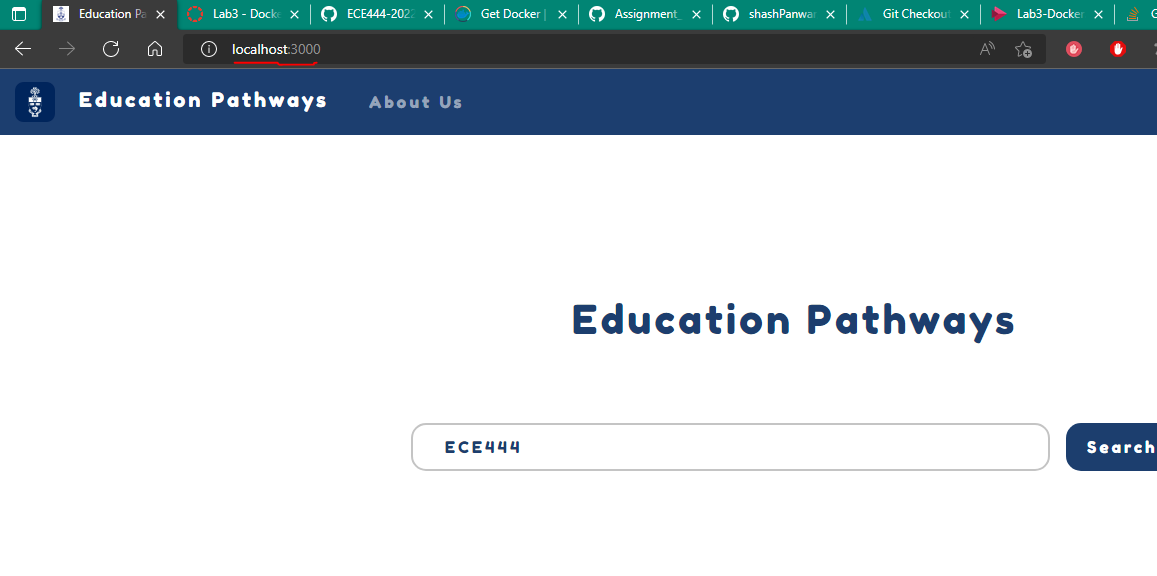 Education Pa
Lab3 - Docke
ECE444-2022
Get Docker |
Assignment_
shashPanwar
Git Checkout
Lab3-Docker
G
localhost:3000
Education Pathways
About Us
Education Pathways
ECE444
Search